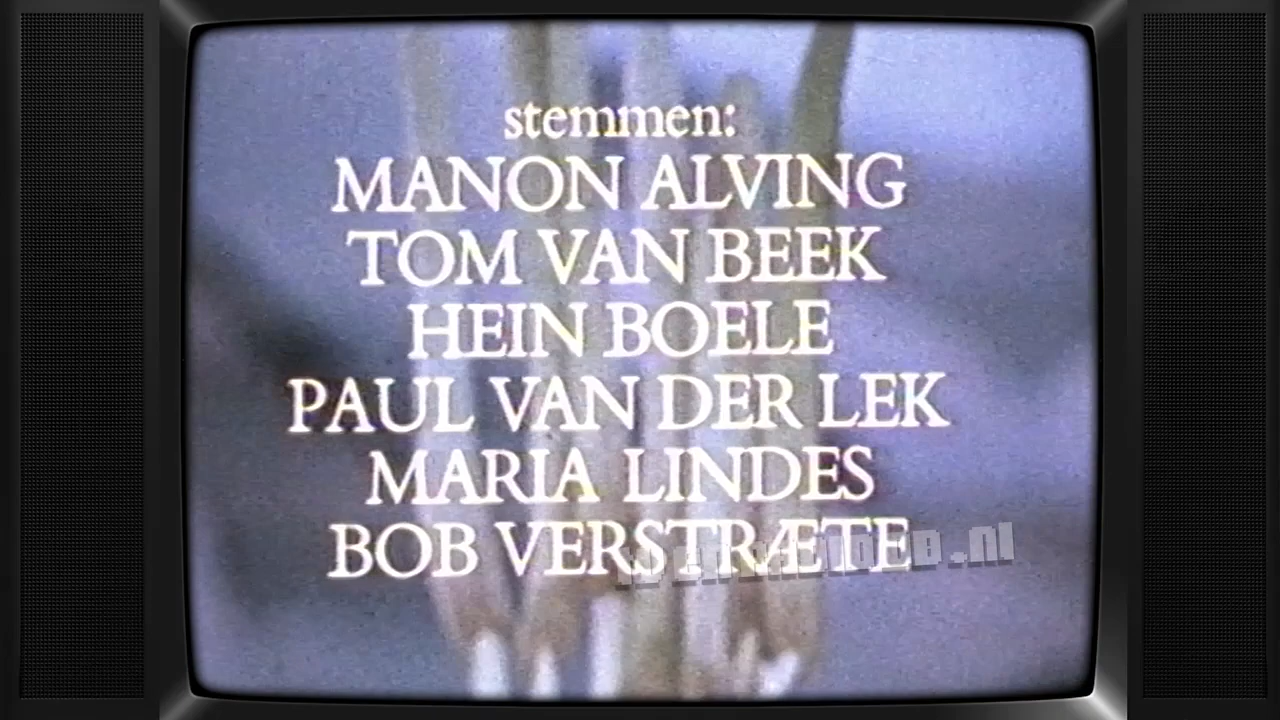 stemmen:
MANON ALVING
TOM VAN BEEK
HEIN BOELE
PAUL VAN DER LEK
MARIA LINDES
BOB VERSTRÆTE